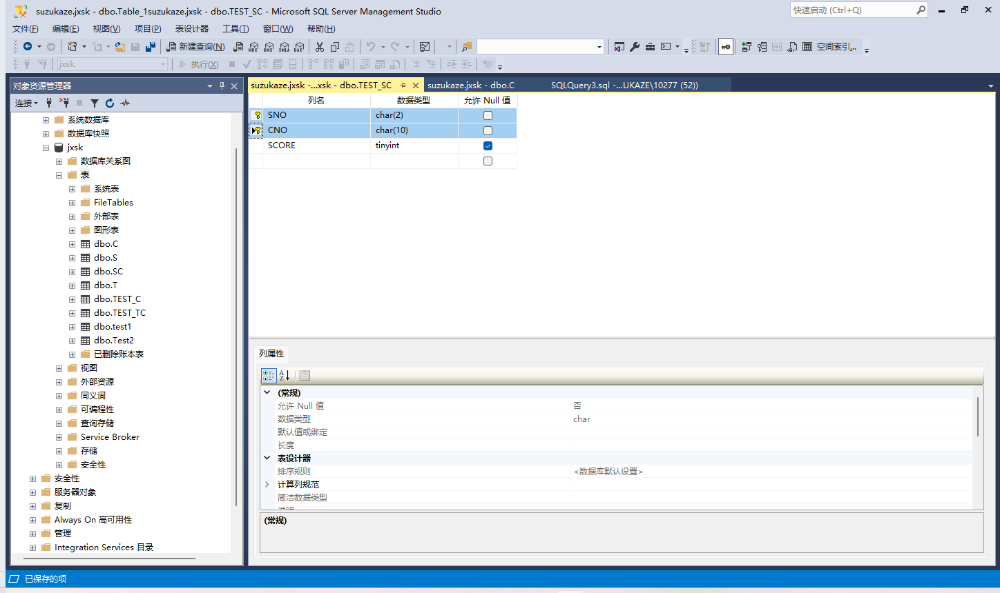 suzukaze.jxsk - dbo.Table_1suzukaze.jxsk - dbo.TEST_SC - Microsoft SQL Server Management Studio
快速启动 (Ctrl+Q)
文件(F) 编辑(E) 视图(V) 项目(P) 表设计器 工具(T) 窗口(W) 帮助(H)
新建查询(N) MDX DMX XMLA DAX 空间索引...
jxsk 执行(X)
对象资源管理器
连接
系统数据库
数据库快照
jxsk
数据库关系图
表
系统表
FileTables
外部表
图形表
dbo.C
dbo.S
dbo.SC
dbo.T
dbo.TEST_C
dbo.TEST_TC
dbo.test1
dbo.Test2
已删除账本表
视图
外部资源
同义词
可编程性
查询存储
Service Broker
存储
安全性
安全性
服务器对象
复制
Always On 高可用性
管理
Integration Services 目录
suzukaze.jxsk -...xsk - dbo.TEST_SC suzukaze.jxsk - dbo.C SQLQuery3.sql -...UKAZE\10277 (52))
列名 数据类型 允许 Null 值
SNO char(2)
CNO char(10)
SCORE tinyint
列属性
(常规)
允许 Null 值 否
数据类型 char
默认值或绑定
长度
表设计器
排序规则 <数据库默认设置>
计算列规范
简洁数据类型
(常规)
已保存的项